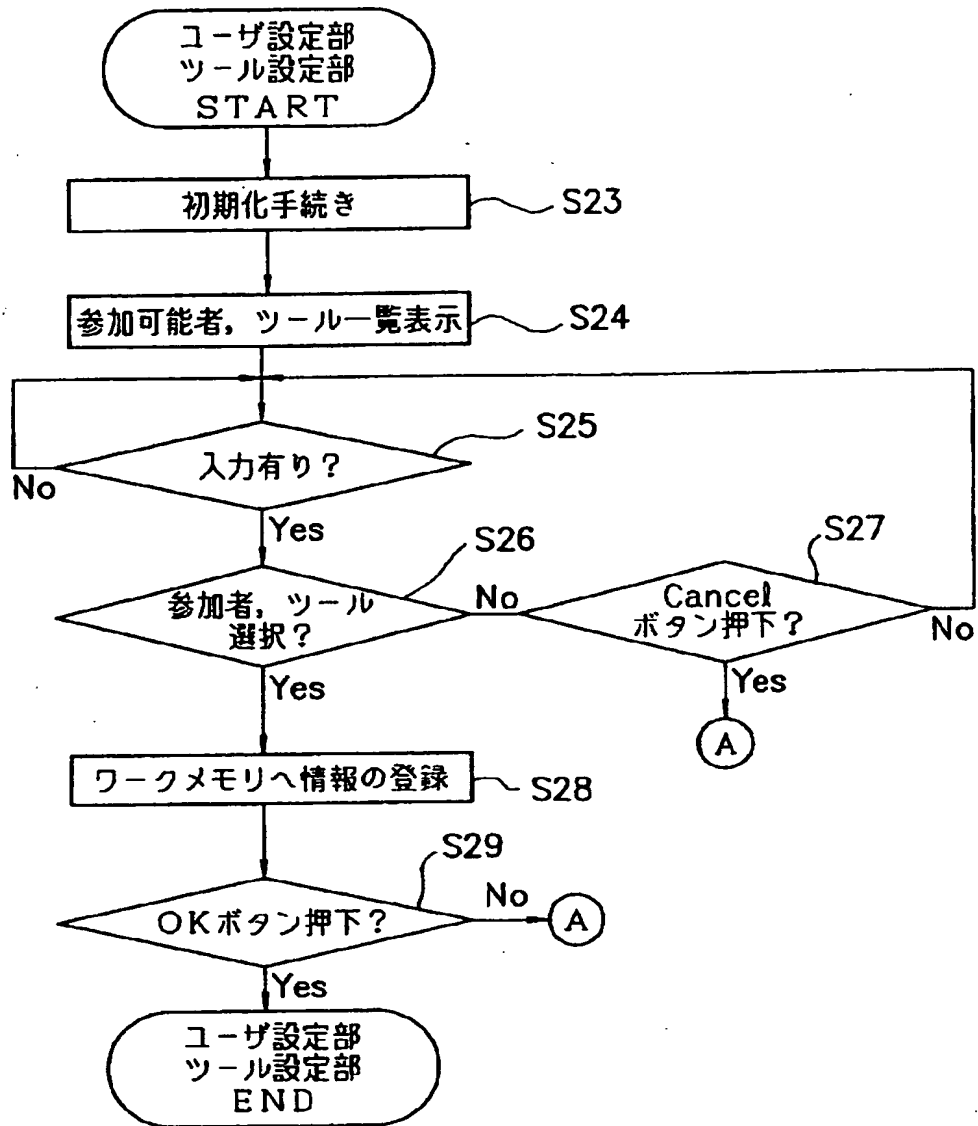 ユーザ設定部
ツール設定部
START
初期化手続き
S23
参加可能者,ツール一覧表示
S24
入力有り?
S25
No
Yes
参加者,ツール
選択?
S26
No
Cancel
ボタン押下?
S27
No
Yes
Yes
A
ワークメモリへ情報の登録
S28
OKボタン押下?
S29
No
A
Yes
ユーザ設定部
ツール設定部
END